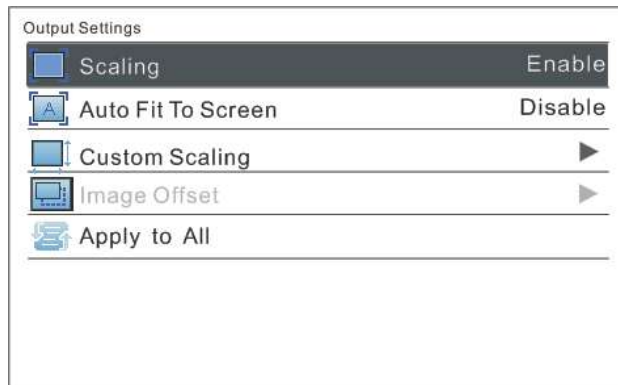 Output Settings
Scaling Enable
A Auto Fit To Screen Disable
Custom Scaling
Image Offset
Apply to All